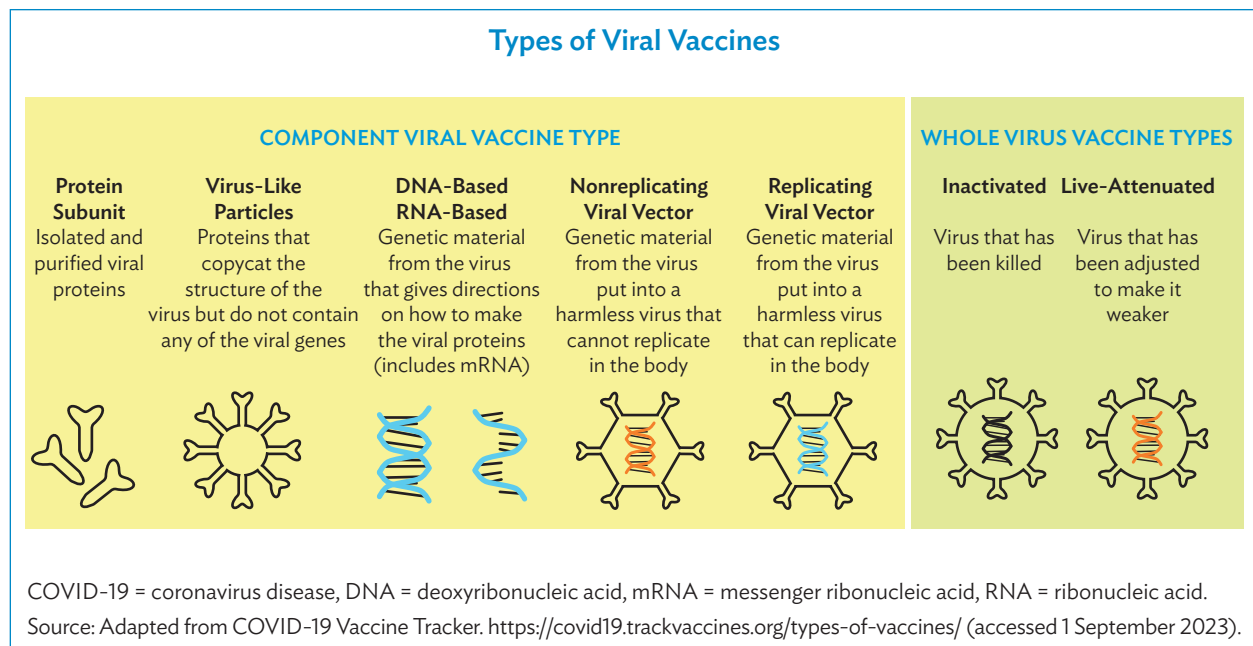 Types of Viral Vaccines
COMPONENT VIRAL VACCINE TYPE
Protein
Subunit
Isolated and
purified viral
proteins
Virus-Like
Particles
Proteins that
copycat the
structure of the
virus but do not contain
any of the viral genes
DNA-Based
RNA-Based
Genetic material
from the virus
that gives directions
on how to make
the viral proteins
(includes mRNA)
Nonreplicating
Viral Vector
Genetic material
from the virus
put into a
harmless virus that
cannot replicate
in the body
Replicating
Viral Vector
Genetic material
from the virus
put into a
harmless virus
that can replicate
in the body
WHOLE VIRUS VACCINE TYPES
Inactivated
Virus that has
been killed
Live-Attenuated
Virus that has
been adjusted
to make it
weaker
COVID-19 = coronavirus disease, DNA = deoxyribonucleic acid, mRNA = messenger ribonucleic acid, RNA = ribonucleic acid.
Source: Adapted from COVID-19 Vaccine Tracker. https://covid19.trackvaccines.org/types-of-vaccines/ (accessed 1 September 2023).